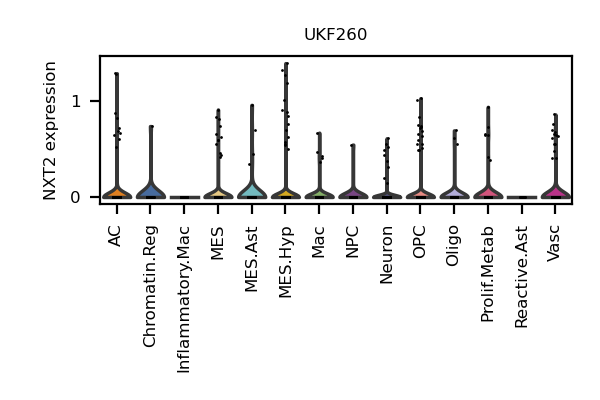 UKF260
NXT2 expression
1
0
AC
Chromatin.Reg
Inflammatory.Mac
MES
MES.Ast
MES.Hyp
Mac
NPC
Neuron
OPC
Oligo
Prolif.Metab
Reactive.Ast
Vasc